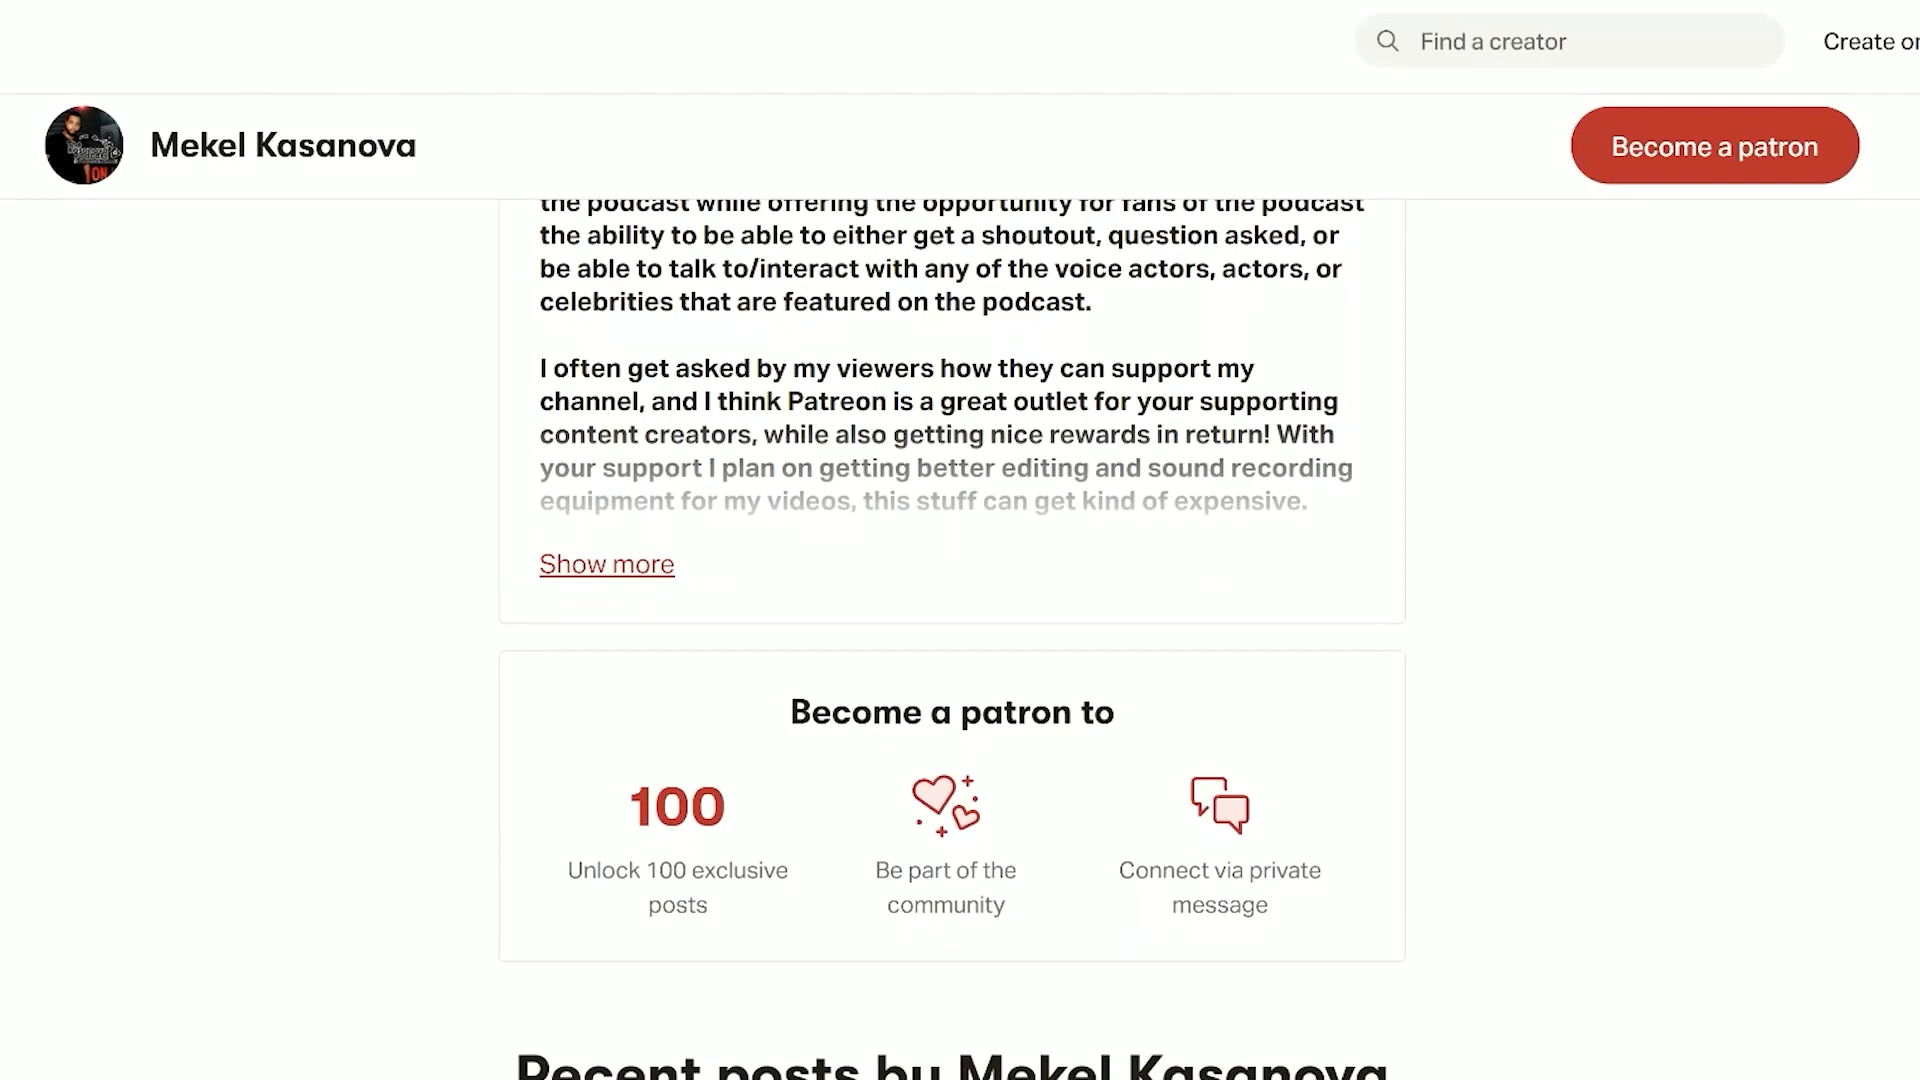 Find a creator
Create or
Mekel Kasanova
Become a patron
the podcast while offering the opportunity for fans of the podcast
the ability to be able to either get a shoutout, question asked, or
be able to talk to/interact with any of the voice actors, actors, or
celebrities that are featured on the podcast.
I often get asked by my viewers how they can support my
channel, and I think Patreon is a great outlet for your supporting
content creators, while also getting nice rewards in return! With
your support I plan on getting better editing and sound recording
equipment for my videos, this stuff can get kind of expensive.
Show more
Become a patron to
100
Unlock 100 exclusive
posts
Be part of the
community
Connect via private
message
Recent posts by Mekel Kasanova